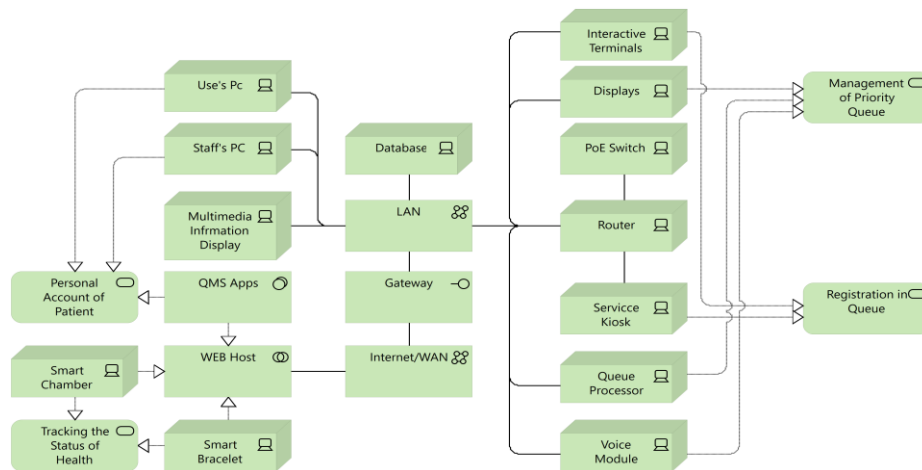 Interactive
Terminals
Use's Pc
Displays
Management
of Priority
Queue
Staff's PC
Database
PoE Switch
Multimedia
Infrmation
Display
LAN
Router
Personal
Account of
Patient
QMS Apps
Gateway
Servicce
Kiosk
Registration in
Queue
Smart
Chamber
WEB Host
Internet/WAN
Queue
Processor
Tracking the
Status of
Health
Smart
Bracelet
Voice
Module